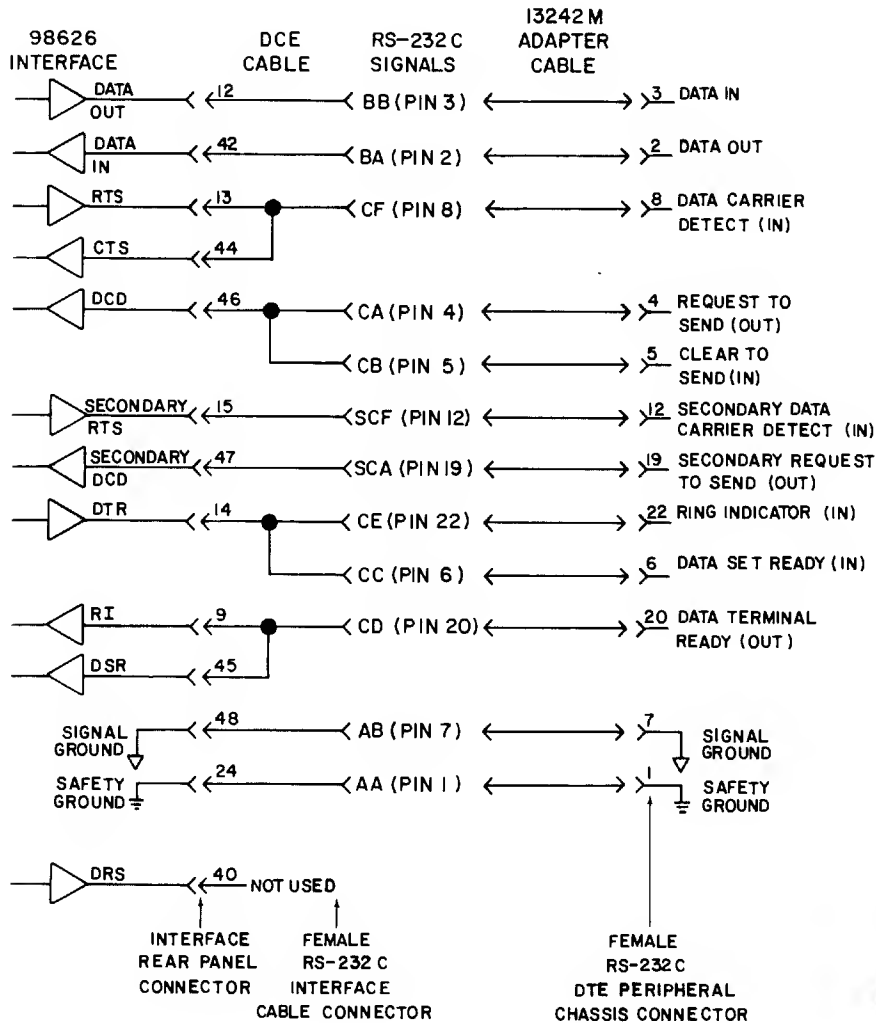 98626 INTERFACE
DCE CABLE
RS-232C SIGNALS
13242M ADAPTER CABLE
DATA OUT 12 BB (PIN 3) 3 DATA IN
DATA IN 42 BA (PIN 2) 2 DATA OUT
RTS 13 CF (PIN 8) 8 DATA CARRIER DETECT (IN)
CTS 44
DCD 46 CA (PIN 4) 4 REQUEST TO SEND (OUT)
CB (PIN 5) 5 CLEAR TO SEND (IN)
SECONDARY RTS 15 SCF (PIN 12) 12 SECONDARY DATA CARRIER DETECT (IN)
SECONDARY DCD 47 SCA (PIN 19) 19 SECONDARY REQUEST TO SEND (OUT)
DTR 14 CE (PIN 22) 22 RING INDICATOR (IN)
CC (PIN 6) 6 DATA SET READY (IN)
RI 9 CD (PIN 20) 20 DATA TERMINAL READY (OUT)
DSR 45
SIGNAL GROUND 48 AB (PIN 7) 7 SIGNAL GROUND
SAFETY GROUND 24 AA (PIN 1) 1 SAFETY GROUND
DRS 40 NOT USED
INTERFACE REAR PANEL CONNECTOR
FEMALE RS-232C INTERFACE CABLE CONNECTOR
FEMALE RS-232C DTE PERIPHERAL CHASSIS CONNECTOR